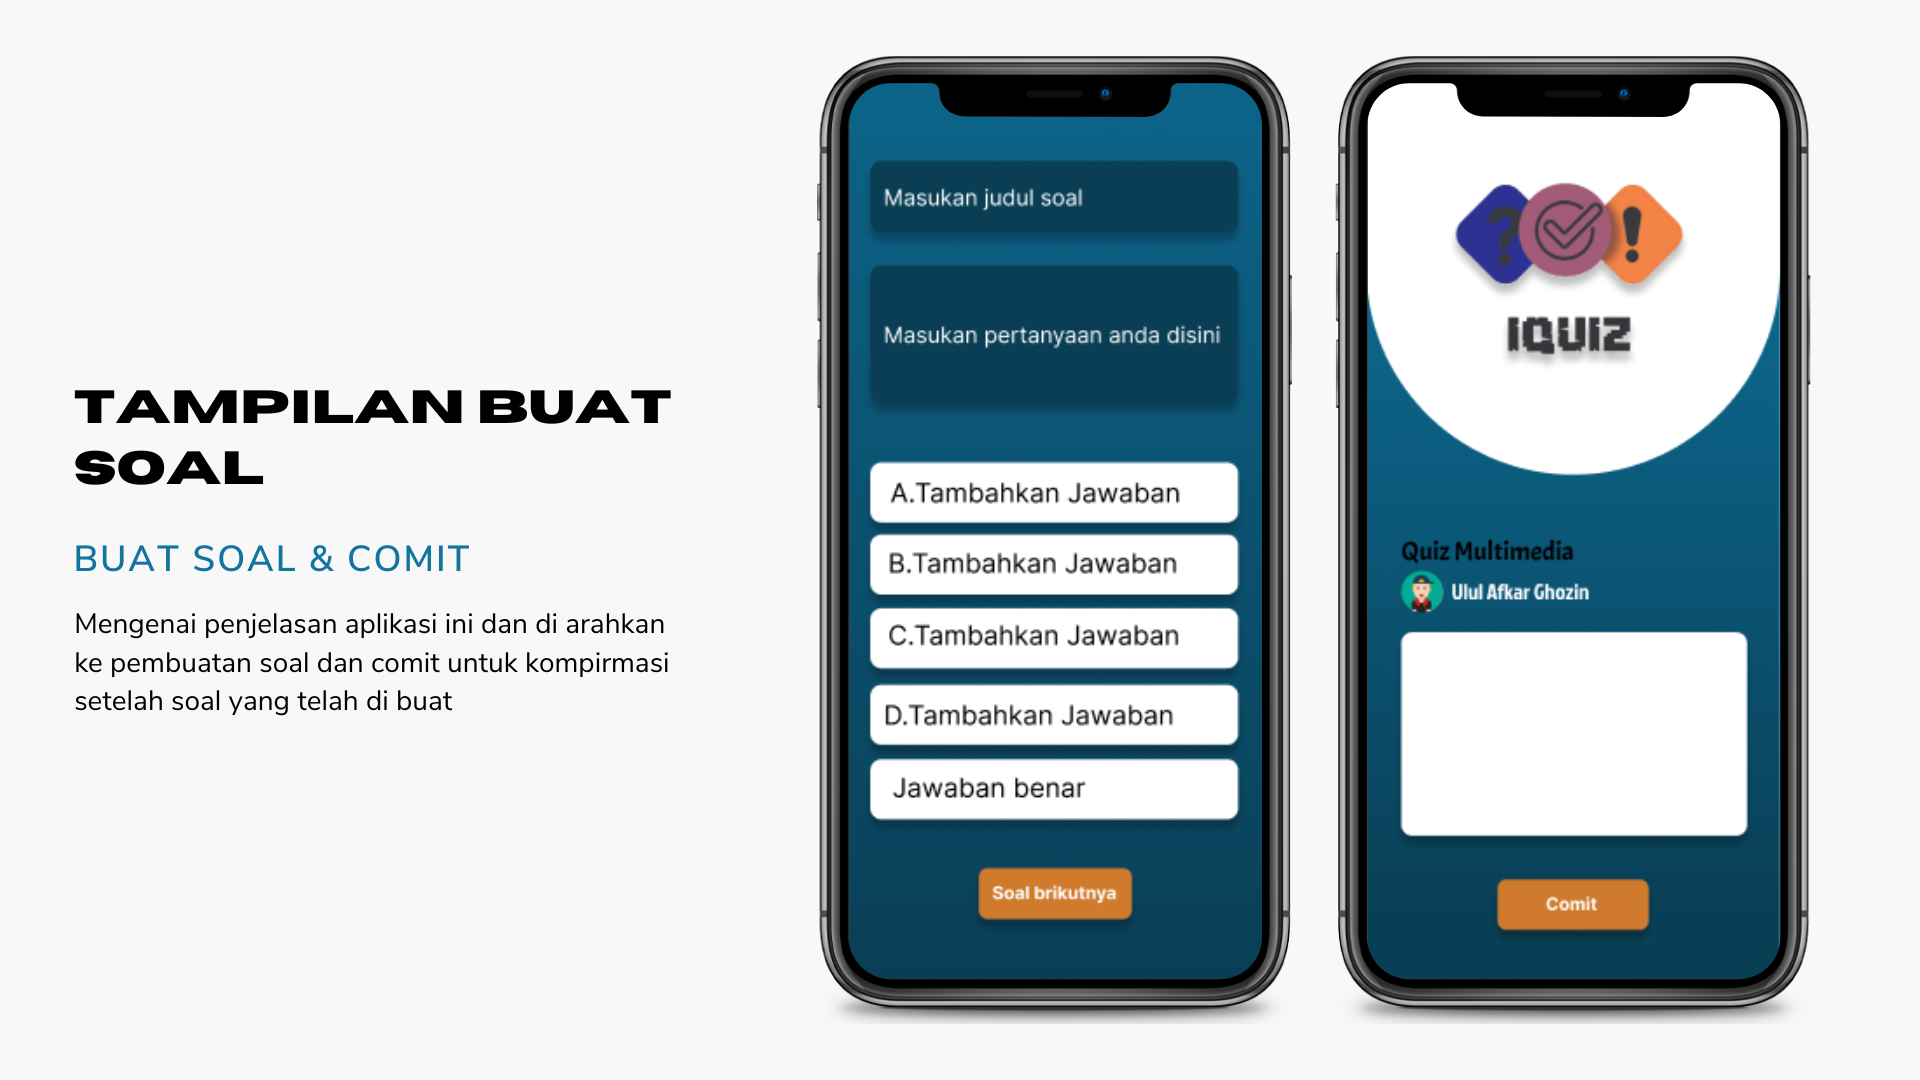 TAMPILAN BUAT
SOAL
BUAT SOAL & COMIT
Mengenai penjelasan aplikasi ini dan di arahkan
ke pembuatan soal dan comit untuk kompirmasi
setelah soal yang telah di buat
Masukan judul soal
Masukan pertanyaan anda disini
A.Tambahkan Jawaban
B.Tambahkan Jawaban
C.Tambahkan Jawaban
D.Tambahkan Jawaban
Jawaban benar
Soal brikutnya
?
!
IQUIZ
Quiz Multimedia
Ulul Afkar Ghozin
Comit